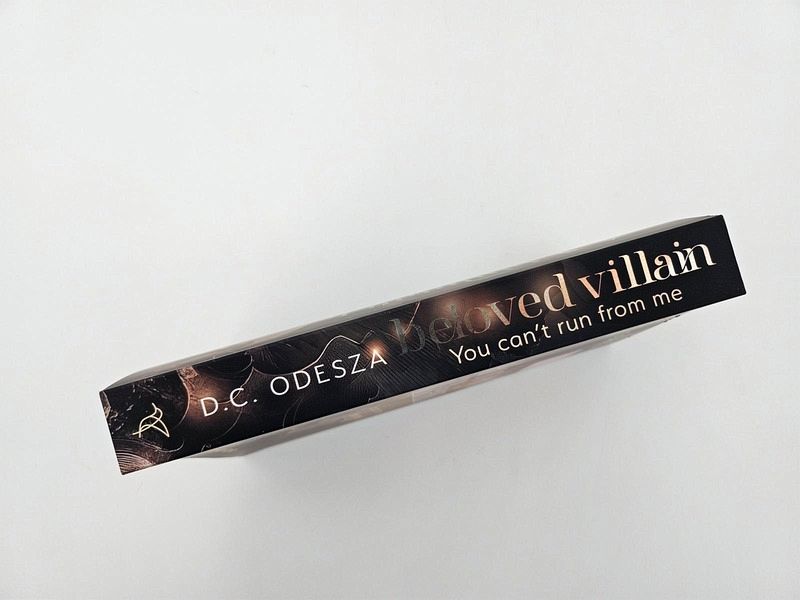 D.C. ODESZA
beloved villain
You can't run from me